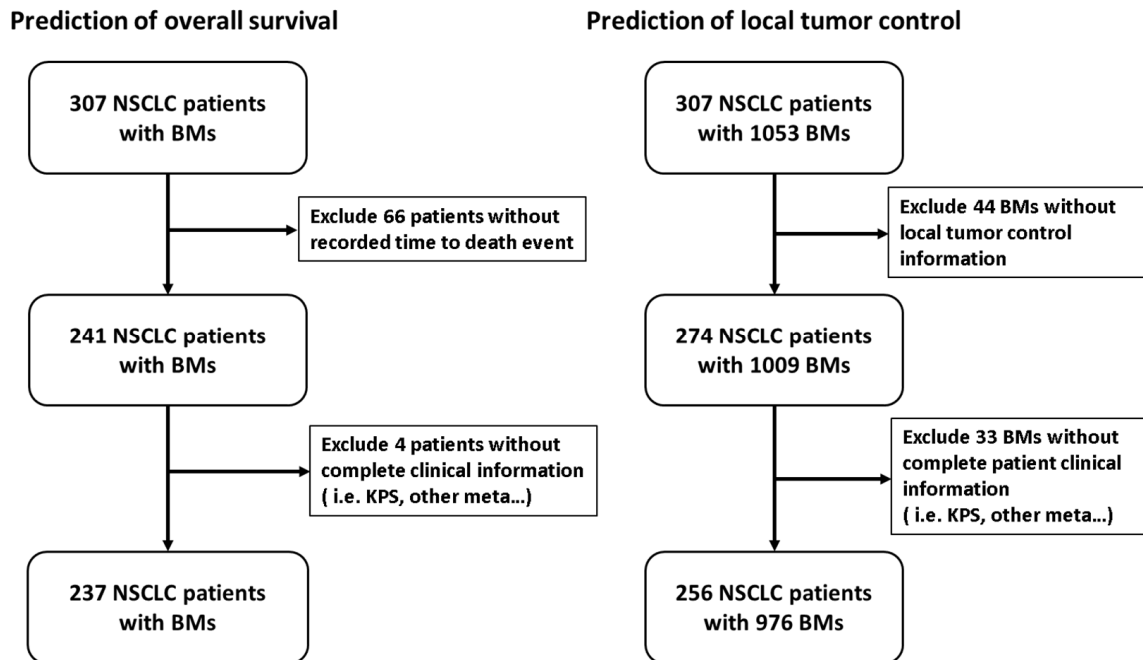 Prediction of overall survival
307 NSCLC patients
with BMs
Exclude 66 patients without
recorded time to death event
241 NSCLC patients
with BMs
Exclude 4 patients without
complete clinical information
( i.e. KPS, other meta...)
237 NSCLC patients
with BMs
Prediction of local tumor control
307 NSCLC patients
with 1053 BMs
Exclude 44 BMs without
local tumor control
information
274 NSCLC patients
with 1009 BMs
Exclude 33 BMs without
complete patient clinical
information
( i.e. KPS, other meta...)
256 NSCLC patients
with 976 BMs